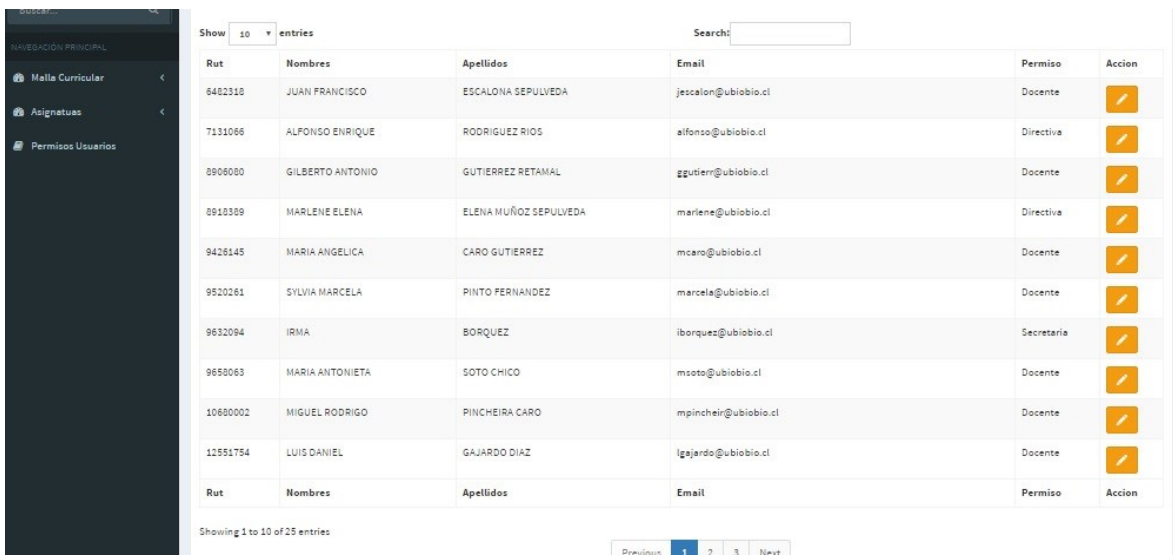 Buscar...
NAVEGACIÓN PRINCIPAL
Malla Curricular
Asignatuas
Permisos Usuarios
Show 10 entries Search:
Rut Nombres Apellidos Email Permiso Accion
6482318 JUAN FRANCISCO ESCALONA SEPULVEDA jescalon@ubiobio.cl Docente
7131066 ALFONSO ENRIQUE RODRIGUEZ RIOS alfonso@ubiobio.cl Directiva
8906080 GILBERTO ANTONIO GUTIERREZ RETAMAL ggutierr@ubiobio.cl Docente
8918389 MARLENE ELENA ELENA MUÑOZ SEPULVEDA marlene@ubiobio.cl Directiva
9426145 MARIA ANGELICA CARO GUTIERREZ mcaro@ubiobio.cl Docente
9520261 SYLVIA MARCELA PINTO FERNANDEZ marcela@ubiobio.cl Docente
9632094 IRMA BORQUEZ iborquez@ubiobio.cl Secretaria
9658063 MARIA ANTONIETA SOTO CHICO msoto@ubiobio.cl Docente
10680002 MIGUEL RODRIGO PINCHEIRA CARO mpincheir@ubiobio.cl Docente
12551754 LUIS DANIEL GAJARDO DIAZ lgajardo@ubiobio.cl Docente
Rut Nombres Apellidos Email Permiso Accion
Showing 1 to 10 of 25 entries
Previous 1 2 3 Next